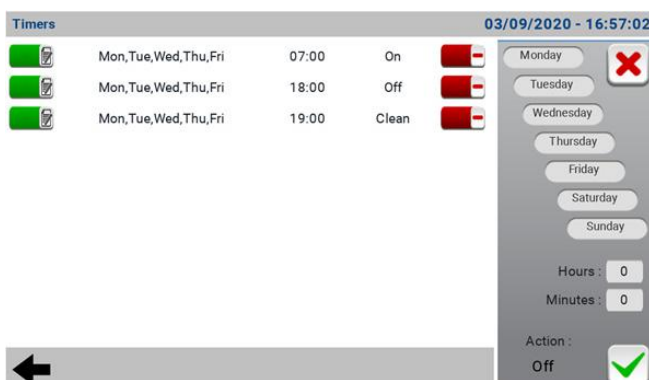 Timers 03/09/2020 - 16:57:02
Mon,Tue,Wed,Thu,Fri 07:00 On
Mon,Tue,Wed,Thu,Fri 18:00 Off
Mon,Tue,Wed,Thu,Fri 19:00 Clean
Monday
Tuesday
Wednesday
Thursday
Friday
Saturday
Sunday
Hours : 0
Minutes : 0
Action :
Off